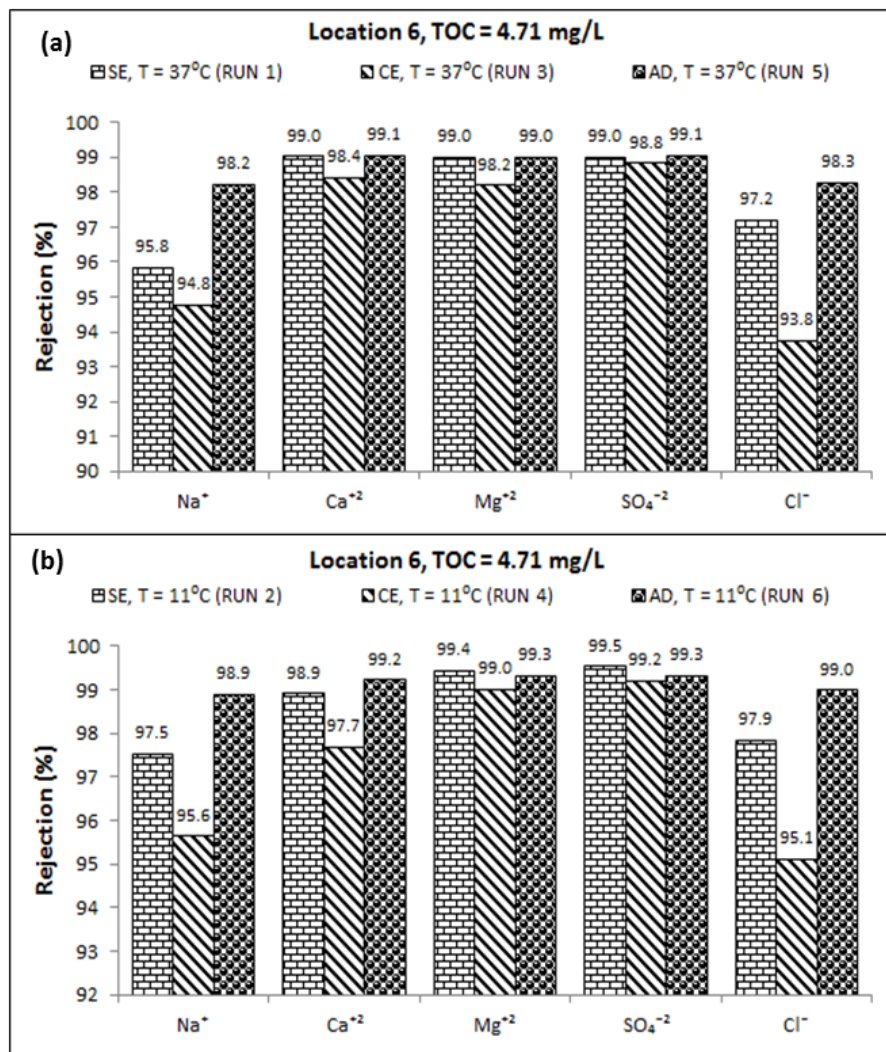 (a)
Location 6, TOC = 4.71 mg/L
SE, T = 37⁰C (RUN 1) CE, T = 37⁰C (RUN 3) AD, T = 37⁰C (RUN 5)
Rejection (%)
100
99
98
97
96
95
94
93
92
91
90
95.8 94.8 98.2 99.0 98.4 99.1 99.0 98.2 99.0 99.0 98.8 99.1 97.2 93.8 98.3
Na⁺ Ca⁺² Mg⁺² SO₄⁻² Cl⁻
(b)
Location 6, TOC = 4.71 mg/L
SE, T = 11⁰C (RUN 2) CE, T = 11⁰C (RUN 4) AD, T = 11⁰C (RUN 6)
Rejection (%)
100
99
98
97
96
95
94
93
92
97.5 95.6 98.9 98.9 97.7 99.2 99.4 99.0 99.3 99.5 99.2 99.3 97.9 95.1 99.0
Na⁺ Ca⁺² Mg⁺² SO₄⁻² Cl⁻